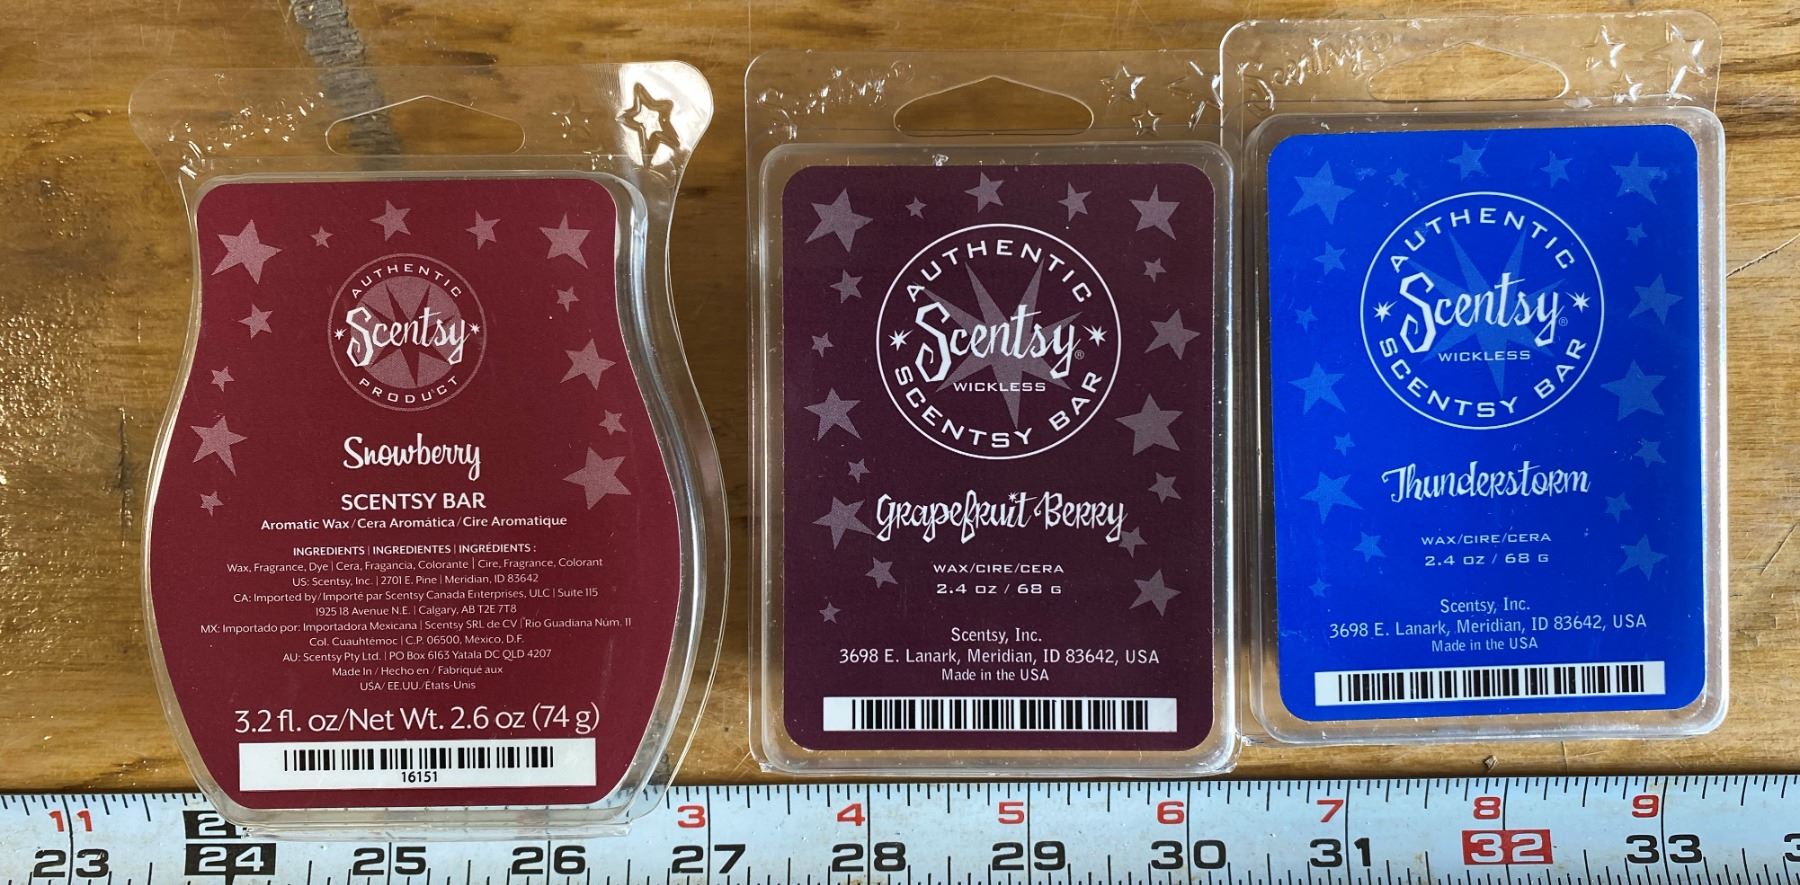 AUTHENTIC
Scentsy
PRODUCT
Snowberry
SCENTSY BAR
Aromatic Wax / Cera Aromática / Cire Aromatique
INGREDIENTS | INGREDIENTES | INGRÉDIENTS :
Wax, Fragrance, Dye | Cera, Fragancia, Colorante | Cire, Fragrance, Colorant
US: Scentsy, Inc. | 2701 E. Pine | Meridian, ID 83642
CA: Imported by/Importé par Scentsy Canada Enterprises, ULC | Suite 115
1925 18 Avenue N.E. | Calgary, AB T2E 7T8
MX: Importado por: Importadora Mexicana | Scentsy SRL de CV | Rio Guadiana Núm. 11
Col. Cuauhtémoc | C.P. 06500, México, D.F.
AU: Scentsy Pty Ltd. | PO Box 6163 Yatala DC QLD 4207
Made In / Hecho en / Fabriqué aux
USA/ EE.UU./États-Unis
3.2 fl. oz/Net Wt. 2.6 oz (74 g)
16151
Scentsy®
AUTHENTIC
Scentsy®
WICKLESS
SCENTSY BAR
Grapefruit Berry
WAX/CIRE/CERA
2.4 oz / 68 G
Scentsy, Inc.
3698 E. Lanark, Meridian, ID 83642, USA
Made in the USA
Scentsy®
AUTHENTIC
Scentsy®
WICKLESS
SCENTSY BAR
Thunderstorm
WAX/CIRE/CERA
2.4 oz / 68 G
Scentsy, Inc.
3698 E. Lanark, Meridian, ID 83642, USA
Made in the USA
11 3 4 5 6 7 8 9
23 24 25 26 27 28 29 30 31 32 33